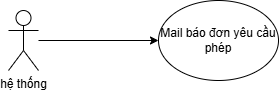 Mail báo đơn yêu cầu
phép
hệ thống